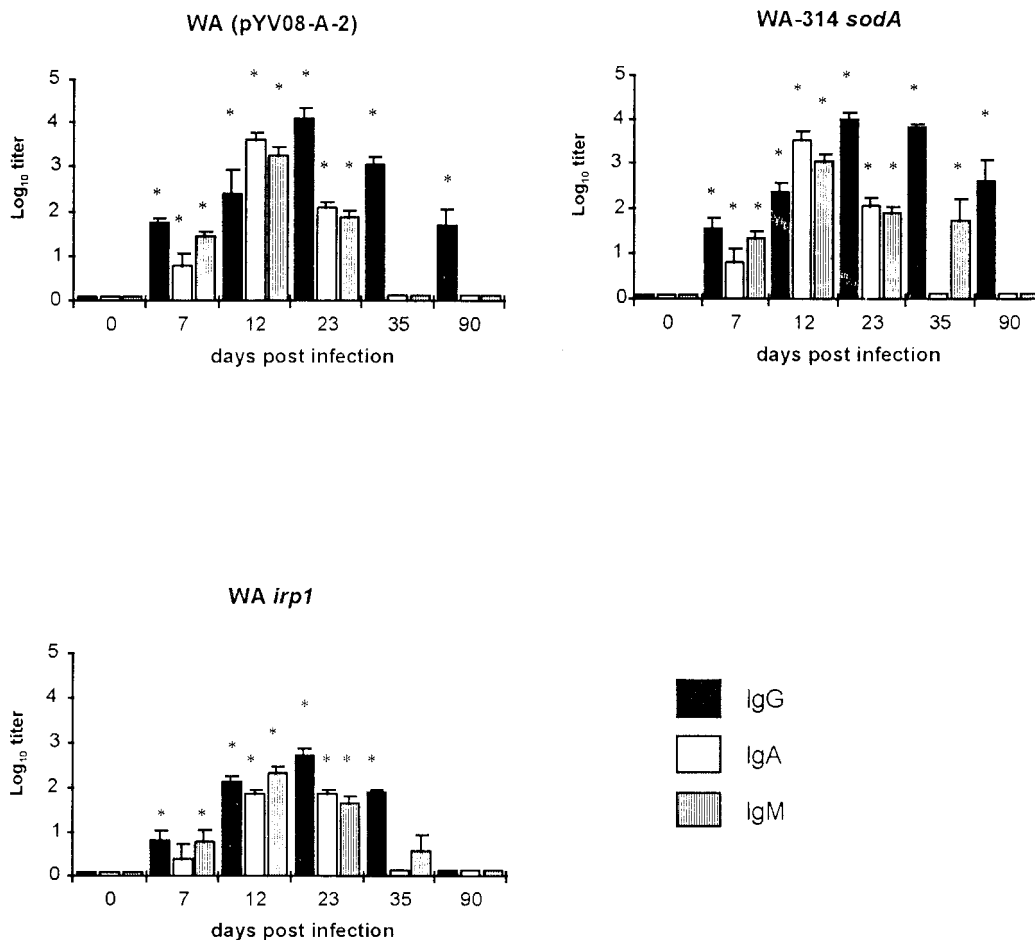 WA (pYV08-A-2)
Log10 titer
5
4
3
2
1
0
* * * * * * * * * * *
0 7 12 23 35 90
days post infection
WA-314 sodA
Log10 titer
5
4
3
2
1
0
* * * * * * * * * * * *
0 7 12 23 35 90
days post infection
WA irp1
Log10 titer
5
4
3
2
1
0
* * * * * * * * *
0 7 12 23 35 90
days post infection
IgG
IgA
IgM